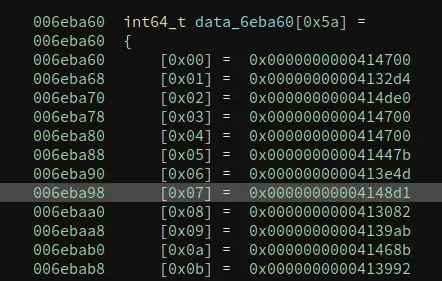 006eba60 int64_t data_6eba60[0x5a] =
006eba60 {
006eba60 [0x00] = 0x0000000000414700
006eba68 [0x01] = 0x00000000004132d4
006eba70 [0x02] = 0x0000000000414de0
006eba78 [0x03] = 0x0000000000414700
006eba80 [0x04] = 0x0000000000414700
006eba88 [0x05] = 0x000000000041447b
006eba90 [0x06] = 0x0000000000413e4d
006eba98 [0x07] = 0x00000000004148d1
006ebaa0 [0x08] = 0x0000000000413082
006ebaa8 [0x09] = 0x00000000004139ab
006ebab0 [0x0a] = 0x000000000041468b
006ebab8 [0x0b] = 0x0000000000413992